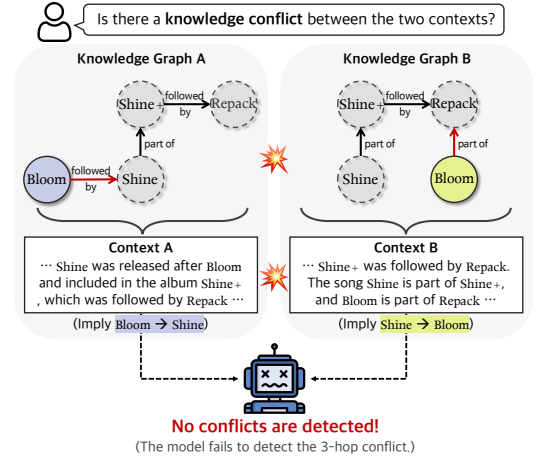 Is there a knowledge conflict between the two contexts?
Knowledge Graph A
Shine+
followed
by
Repack
part of
Bloom
followed
by
Shine
Context A
⋯ Shine was released after Bloom
and included in the album Shine+
, which was followed by Repack ⋯
(Imply Bloom → Shine)
Knowledge Graph B
Shine+
followed
by
Repack
part of
part of
Shine
Bloom
Context B
⋯ Shine+ was followed by Repack.
The song Shine is part of Shine+,
and Bloom is part of Repack ⋯
(Imply Shine → Bloom)
No conflicts are detected!
(The model fails to detect the 3-hop conflict.)